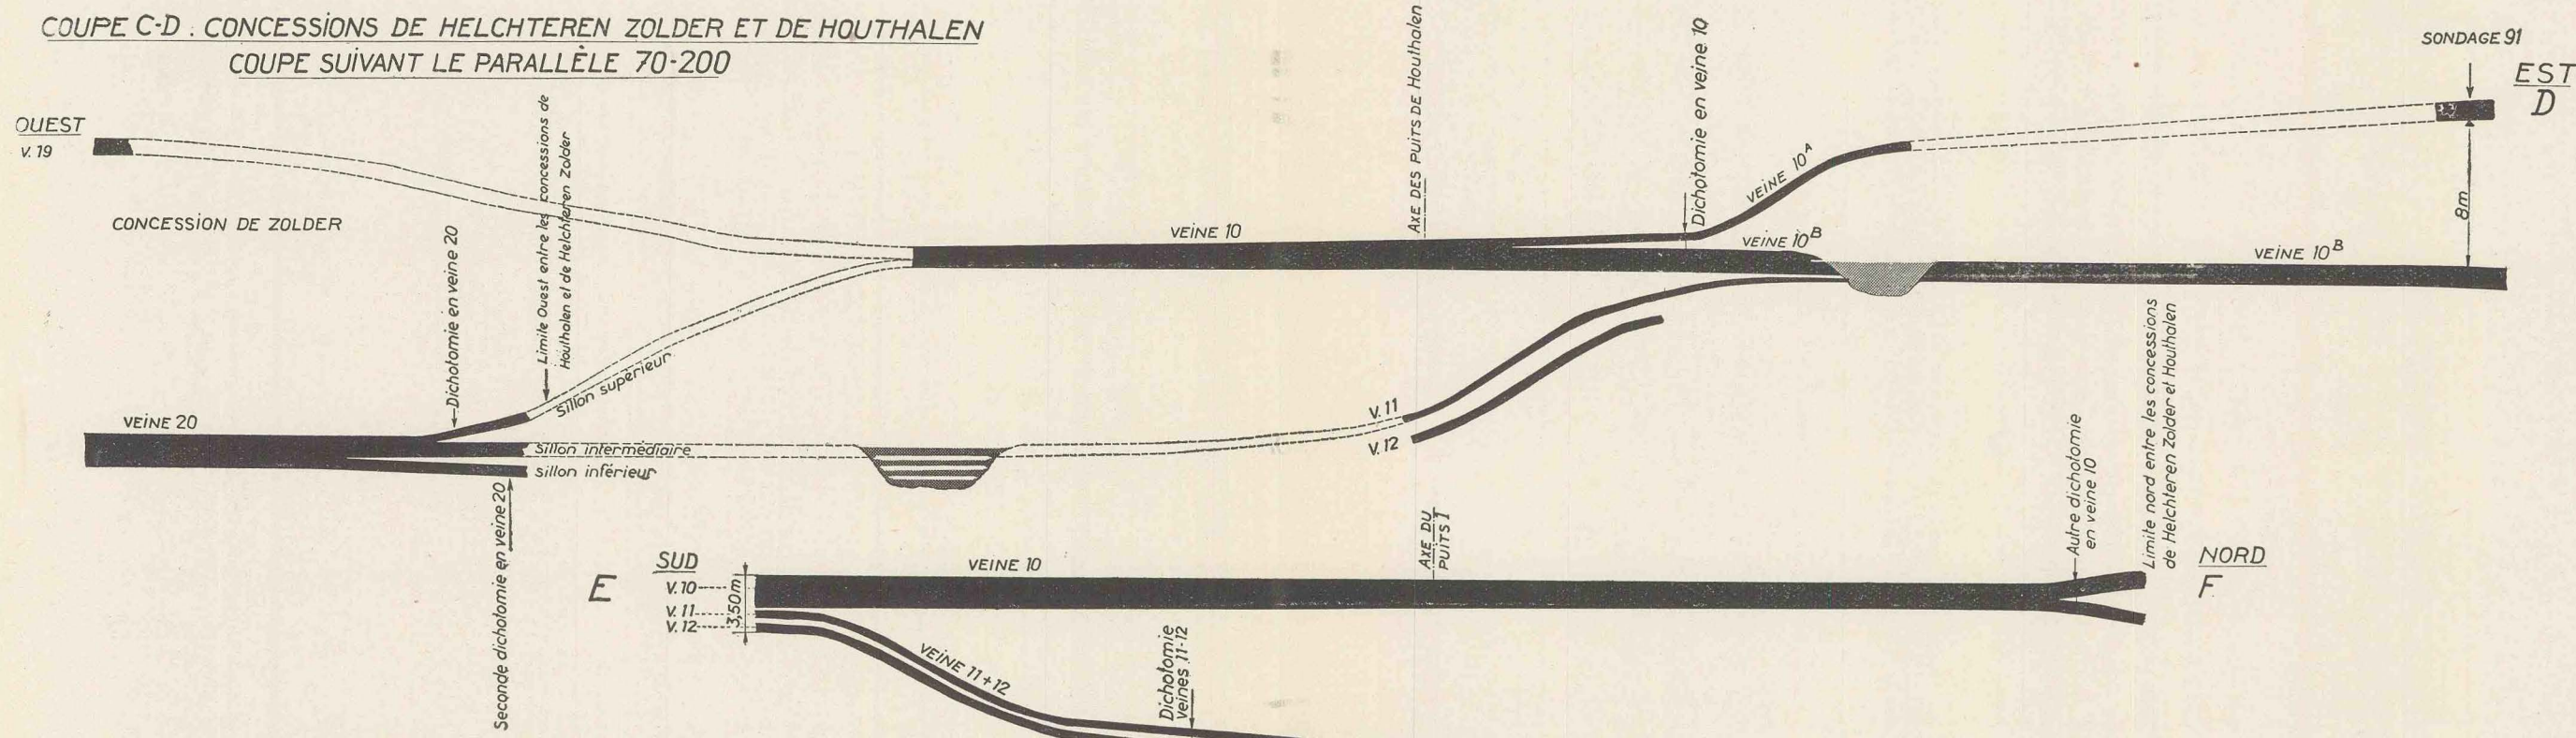 COUPE C-D. CONCESSIONS DE HELCHTEREN ZOLDER ET DE HOUTHALEN
COUPE SUIVANT LE PARALLÈLE 70-200
OUEST
V. 19
CONCESSION DE ZOLDER
Dichotomie en veine 20
Limite Ouest entre les concessions de
Houthalen et de Helchteren Zolder
VEINE 10
AXE DES PUITS DE Houthalen
Dichotomie en veine 10
VEINE 10A
VEINE 10B
SONDAGE 91
EST
D
8m
VEINE 10B
VEINE 20
Sillon supérieur
Sillon intermédiaire
Sillon inférieur
Seconde dichotomie en veine 20
V. 11
V. 12
Autre dichotomie
en veine 10
Limite nord entre les concessions
de Helchteren Zolder et Houthalen
E
SUD
V. 10
V. 11
V. 12
3,50m
VEINE 10
AXE DU
PUITS I
NORD
F.
VEINE 11+12
Dichotomie
veines 11-12